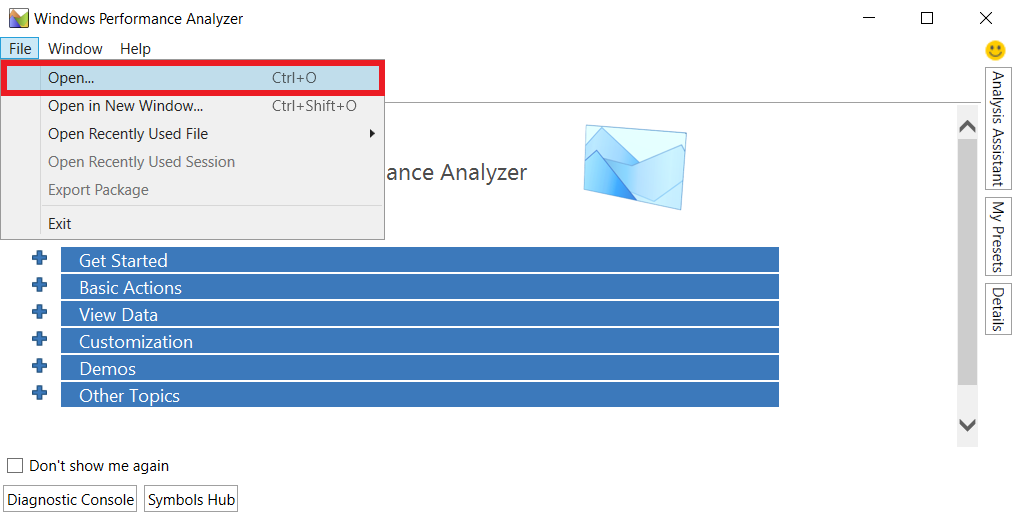 Windows Performance Analyzer
File Window Help
Open... Ctrl+O
Open in New Window... Ctrl+Shift+O
Open Recently Used File
Open Recently Used Session
Export Package
Exit
ance Analyzer
Get Started
Basic Actions
View Data
Customization
Demos
Other Topics
Analysis Assistant
My Presets
Details
Don't show me again
Diagnostic Console Symbols Hub